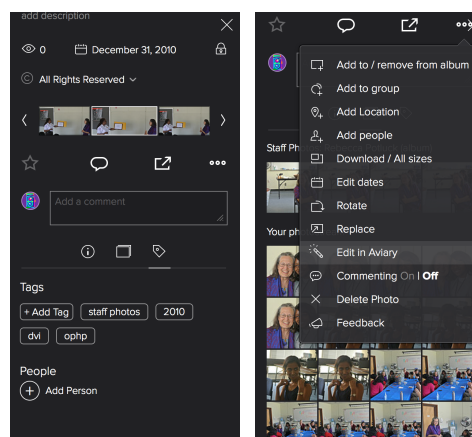 add description
0
December 31, 2010
All Rights Reserved
Add a comment
Tags
+ Add Tag
staff photos
2010
dvi
ophp
People
Add Person
Add to / remove from album
Add to group
Add Location
Add people
Staff Ph
Download / All sizes
Edit dates
Rotate
Your ph
Replace
Edit in Aviary
Commenting On | Off
Delete Photo
Feedback